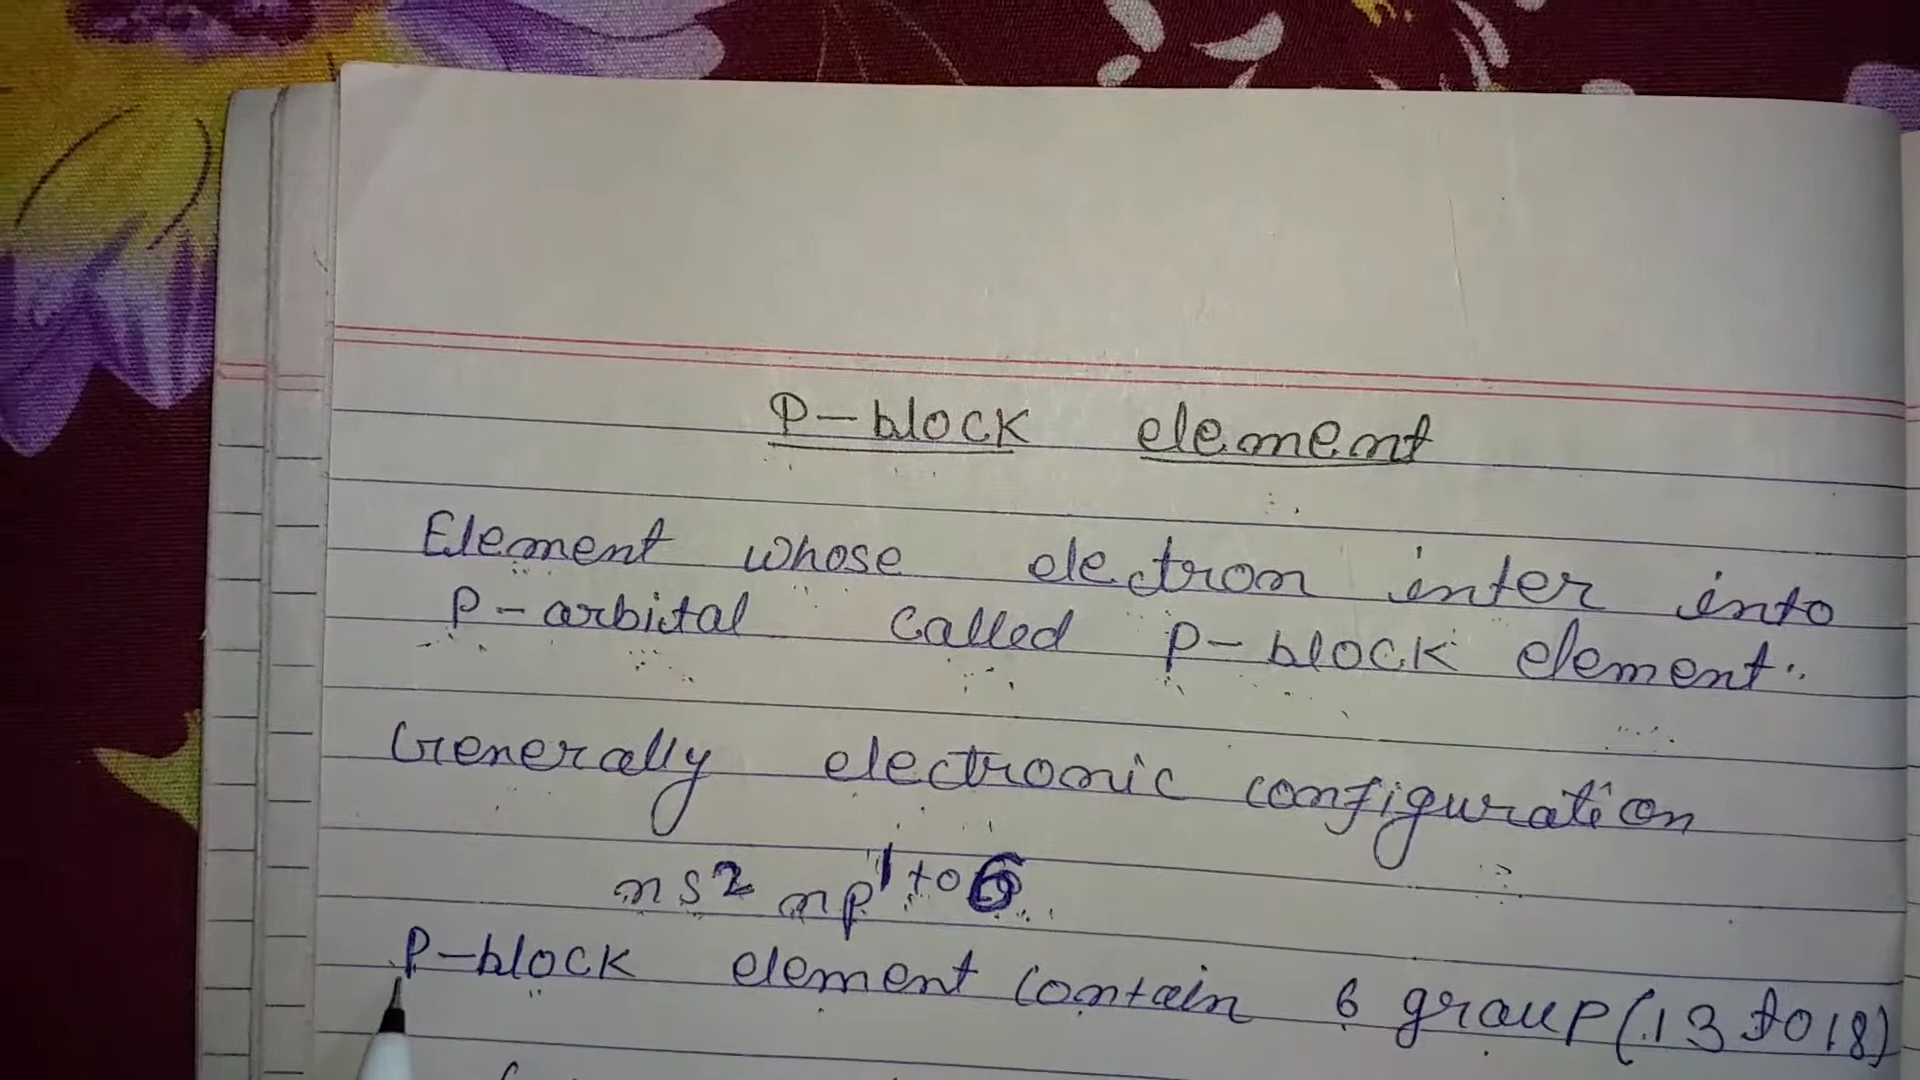 P-block element
Element whose electron inter into
P-arbital called P-block element.
Generally electronic configuration
ns² np¹ to 6
P-block element contain 6 group (13 to 18)